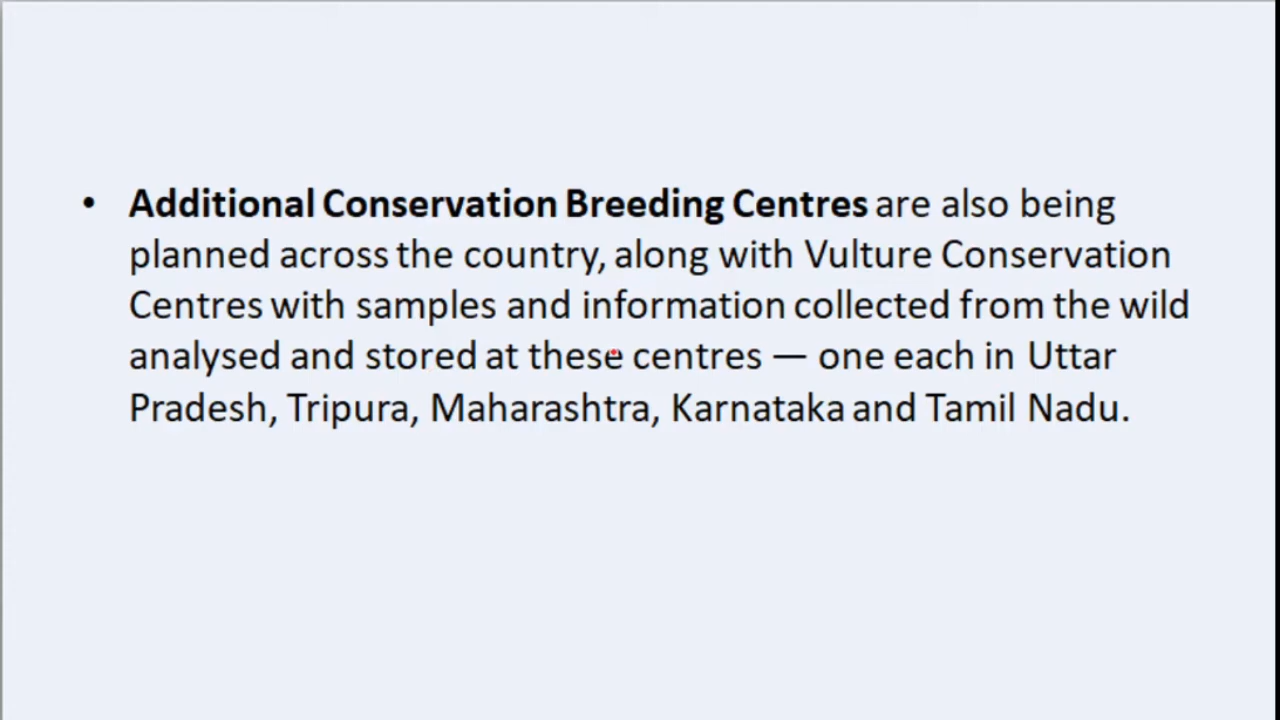 • Additional Conservation Breeding Centres are also being
planned across the country, along with Vulture Conservation
Centres with samples and information collected from the wild
analysed and stored at these centres — one each in Uttar
Pradesh, Tripura, Maharashtra, Karnataka and Tamil Nadu.